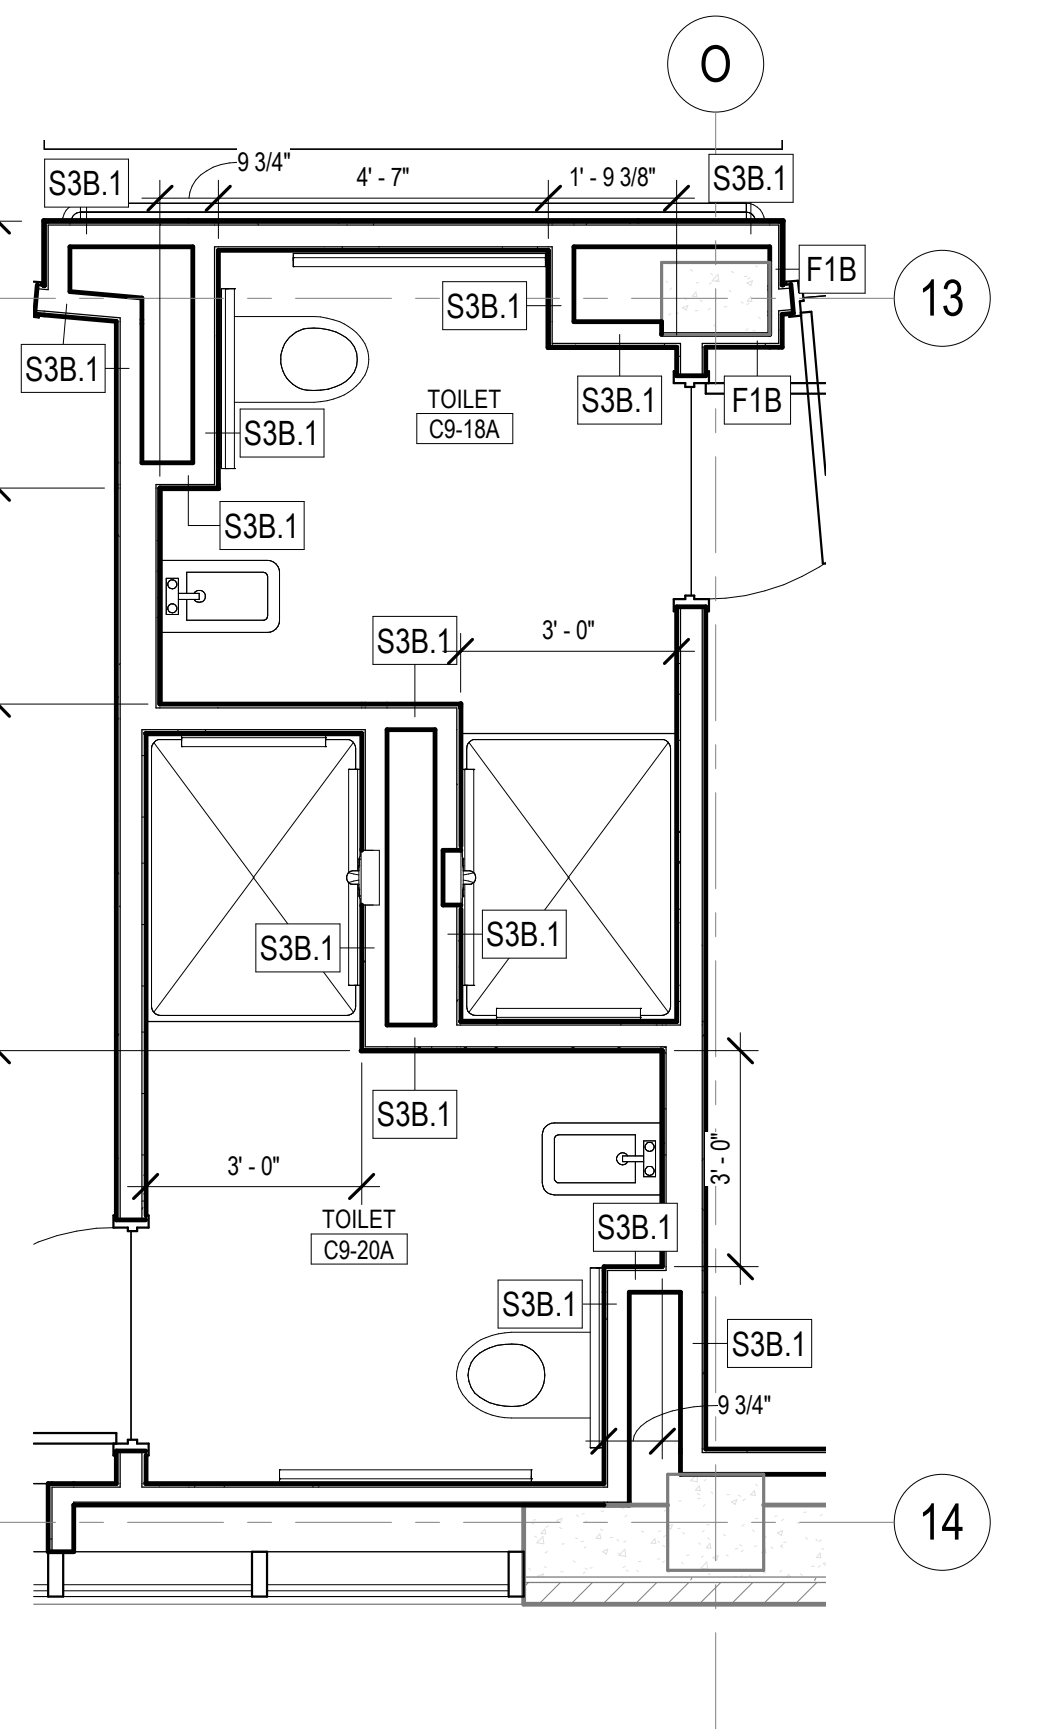 O
9 3/4"
S3B.1
4' - 7"
1' - 9 3/8"
S3B.1
F1B
13
S3B.1
S3B.1
S3B.1
F1B
TOILET
C9-18A
S3B.1
S3B.1
3' - 0"
S3B.1
S3B.1
S3B.1
S3B.1
3' - 0"
3' - 0"
TOILET
C9-20A
S3B.1
S3B.1
S3B.1
9 3/4"
14